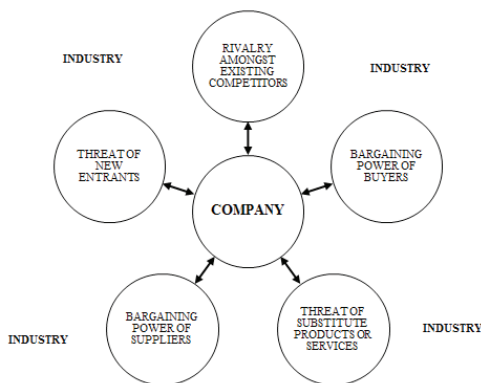 RIVALRY
AMONGST
EXISTING
COMPETITORS
INDUSTRY
INDUSTRY
THREAT OF
NEW
ENTRANTS
BARGAINING
POWER OF
BUYERS
COMPANY
BARGAINING
POWER OF
SUPPLIERS
THREAT OF
SUBSTITUTE
PRODUCTS OR
SERVICES
INDUSTRY
INDUSTRY